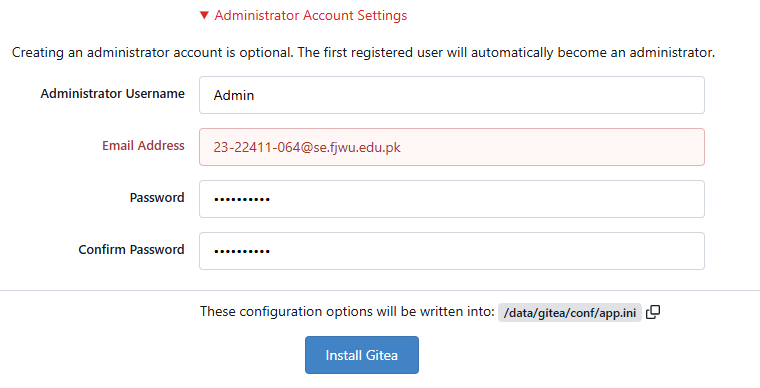 ▼ Administrator Account Settings
Creating an administrator account is optional. The first registered user will automatically become an administrator.
Administrator Username Admin
Email Address 23-22411-064@se.fjwu.edu.pk
Password ••••••••••
Confirm Password ••••••••••
These configuration options will be written into: /data/gitea/conf/app.ini
Install Gitea